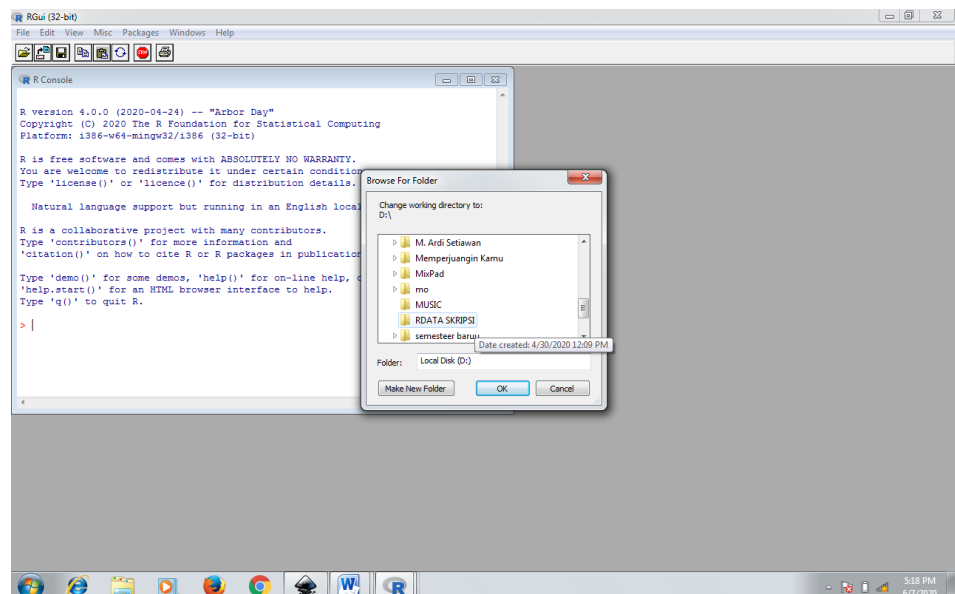 RGui (32-bit)
File Edit View Misc Packages Windows Help
R Console
R version 4.0.0 (2020-04-24) -- "Arbor Day"
Copyright (C) 2020 The R Foundation for Statistical Computing
Platform: i386-w64-mingw32/i386 (32-bit)
R is free software and comes with ABSOLUTELY NO WARRANTY.
You are welcome to redistribute it under certain condition
Type 'license()' or 'licence()' for distribution details.
Natural language support but running in an English local
R is a collaborative project with many contributors.
Type 'contributors()' for more information and
'citation()' on how to cite R or R packages in publication
Type 'demo()' for some demos, 'help()' for on-line help,
'help.start()' for an HTML browser interface to help.
Type 'q()' to quit R.
>
Browse For Folder
Change working directory to:
D:\
M. Ardi Setiawan
Memperjuangin Kamu
MixPad
mo
MUSIC
RDATA SKRIPSI
semesteer baruu
Date created: 4/30/2020 12:09 PM
Folder: Local Disk (D:)
Make New Folder OK Cancel
5:18 PM
6/7/2020